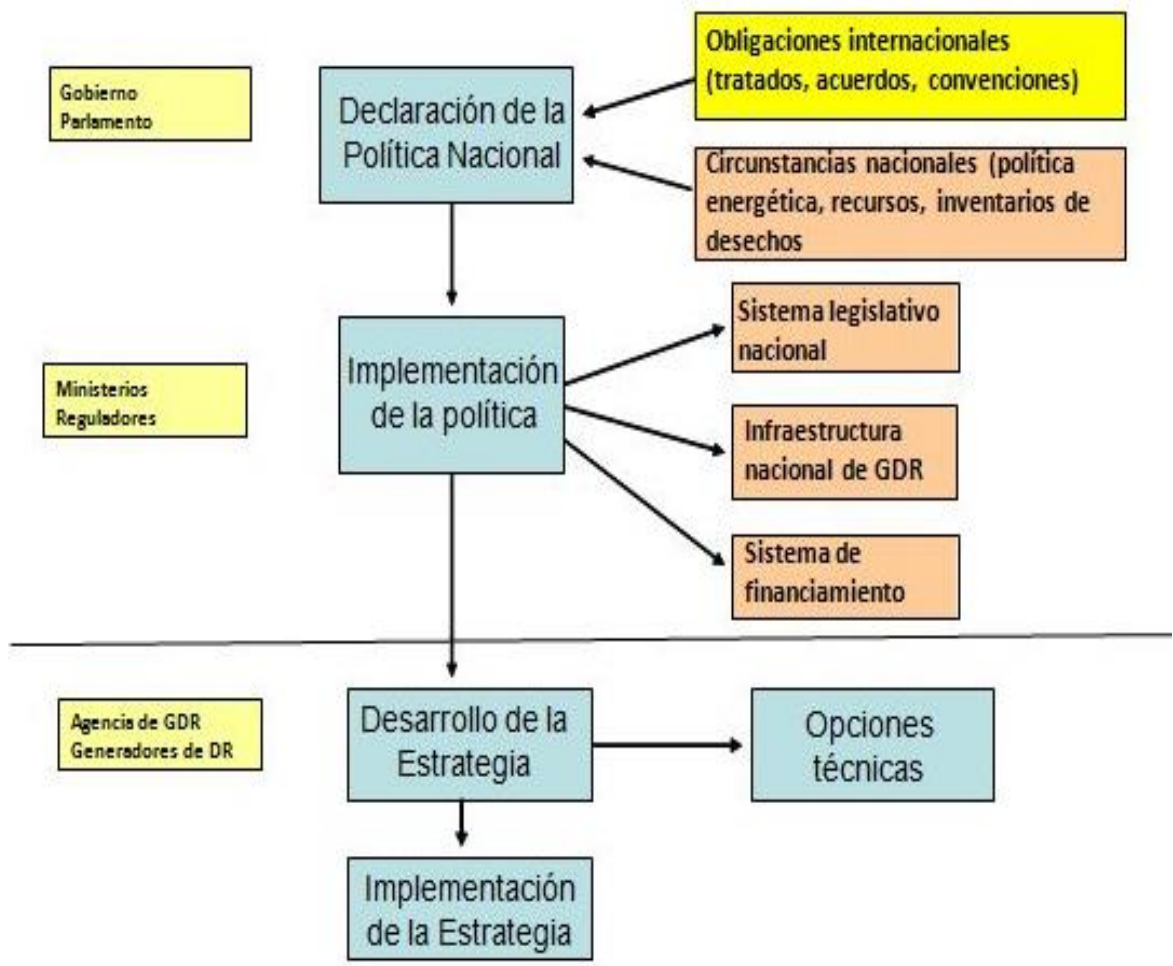 Obligaciones internacionales
(tratados, acuerdos, convenciones)
Gobierno
Parlamento
Declaración de la
Política Nacional
Circunstancias nacionales (política
energética, recursos, inventarios de
desechos
Sistema legislativo
nacional
Ministerios
Reguladores
Implementación
de la política
Infraestructura
nacional de GDR
Sistema de
financiamiento
Agencia de GDR
Generadores de DR
Desarrollo de la
Estrategia
Opciones
técnicas
Implementación
de la Estrategia